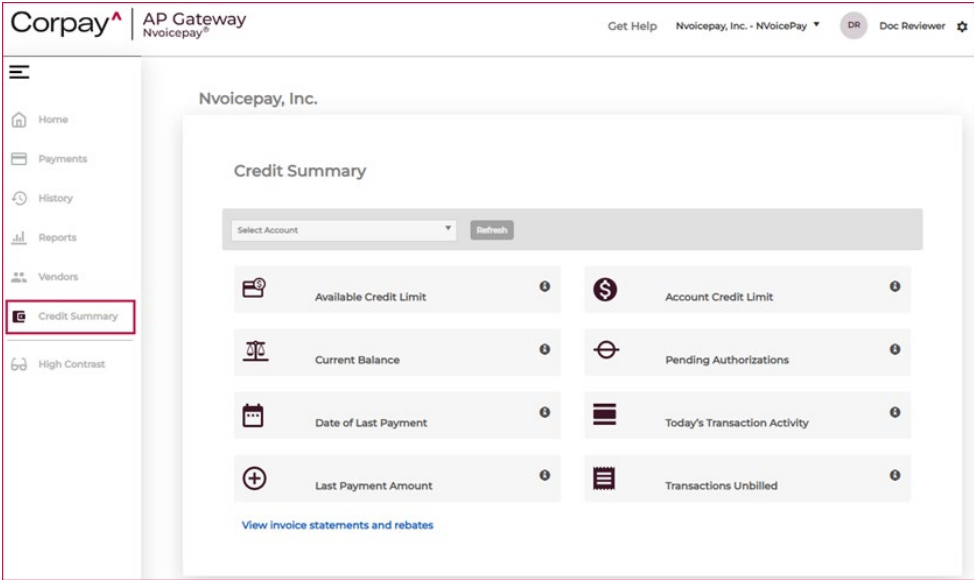 Corpay^ AP Gateway
Nvoicepay®
Get Help Nvoicepay, Inc. - NVoicePay DR Doc Reviewer
Home
Payments
History
Reports
Vendors
Credit Summary
High Contrast
Nvoicepay, Inc.
Credit Summary
Select Account Refresh
Available Credit Limit
Account Credit Limit
Current Balance
Pending Authorizations
Date of Last Payment
Today's Transaction Activity
Last Payment Amount
Transactions Unbilled
View invoice statements and rebates